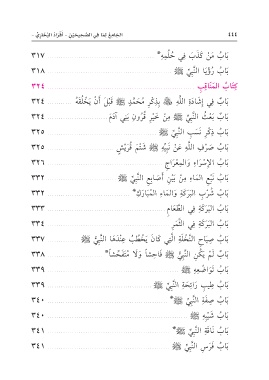 ٤٤٤ الجامع لما في الصحيحين - أفراد البخاري -
بَابُ مَنْ كَذَبَ فِي حُلُمِهِ* ٣١٧
بَابُ رُؤْيَا النَّبِيِّ ﷺ ٣١٨
كِتَابُ المَنَاقِبِ ٣٢٤
بَابٌ فِي إِشَادَةِ اللَّهِ ﷻ بِذِكْرِ مُحَمَّدٍ ﷺ قَبْلَ أَنْ يَخْلُقَهُ ٣٢٤
بَابُ بَعْثِ النَّبِيِّ ﷺ مِنْ خَيْرِ قُرُونِ بَنِي آدَمَ ٣٢٤
بَابُ ذِكْرِ نَسَبِ النَّبِيِّ ﷺ ٣٢٥
بَابُ صَرْفِ اللَّهِ عَنْ نَبِيِّهِ ﷺ شَتْمَ قُرَيْشٍ ٣٢٥
بَابُ الإِسْرَاءِ وَالمِعْرَاجِ ٣٢٦
بَابُ نَبْعِ المَاءِ مِنْ بَيْنِ أَصَابِعِ النَّبِيِّ ﷺ ٣٣٢
بَابُ شُرْبِ البَرَكَةِ وَالمَاءِ المُبَارَكِ* ٣٣٢
بَابُ البَرَكَةِ فِي الطَّعَامِ ٣٣٣
بَابُ البَرَكَةِ فِي الثَّمَرِ ٣٣٤
بَابُ صِيَاحِ النَّخْلَةِ الَّتِي كَانَ يَخْطُبُ عِنْدَهَا النَّبِيُّ ﷺ ٣٣٧
بَابُ لَمْ يَكُنِ النَّبِيُّ ﷺ فَاحِشاً وَلَا مُتَفَحِّشاً* ٣٣٨
بَابُ تَوَاضُعِهِ ﷺ ٣٣٩
بَابُ طِيبِ رَائِحَةِ النَّبِيِّ ﷺ ٣٣٩
بَابُ صِفَةِ النَّبِيِّ ﷺ* ٣٤٠
بَابُ شَيْبِهِ ﷺ ٣٤٠
بَابُ نَاقَةِ النَّبِيِّ ﷺ* ٣٤١
بَابُ فَرَسِ النَّبِيِّ ﷺ ٣٤١